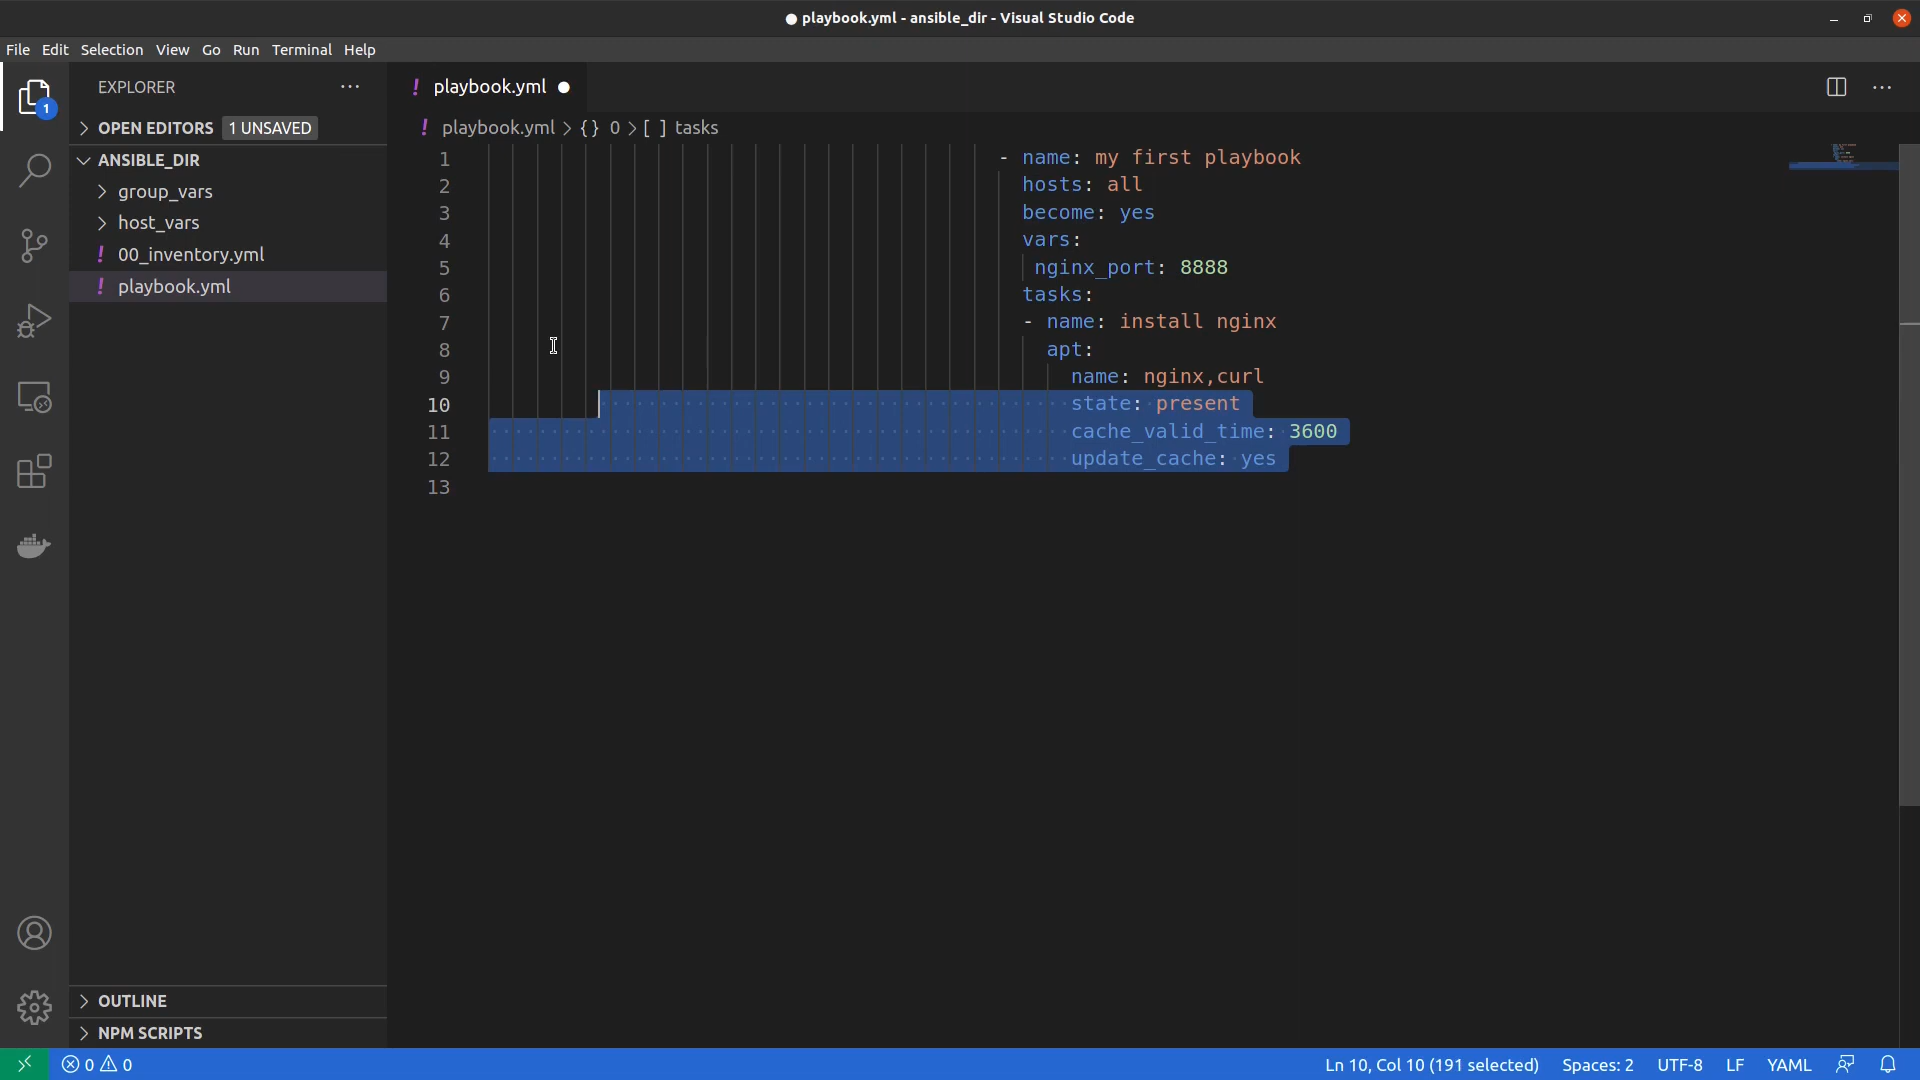 ● playbook.yml - ansible_dir - Visual Studio Code
File Edit Selection View Go Run Terminal Help
EXPLORER
playbook.yml
1
OPEN EDITORS 1 UNSAVED
playbook.yml > {} 0 > [ ] tasks
ANSIBLE_DIR
group_vars
host_vars
00_inventory.yml
playbook.yml
1 - name: my first playbook
2 hosts: all
3 become: yes
4 vars:
5 nginx_port: 8888
6 tasks:
7 - name: install nginx
8 apt:
9 name: nginx,curl
10 state: present
11 cache_valid_time: 3600
12 update_cache: yes
13
OUTLINE
NPM SCRIPTS
0 0 Ln 10, Col 10 (191 selected) Spaces: 2 UTF-8 LF YAML